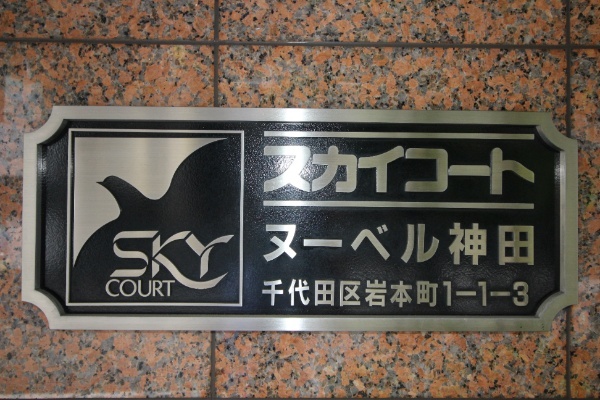 SKY
COURT
スカイコート
ヌーベル神田
千代田区岩本町1-1-3